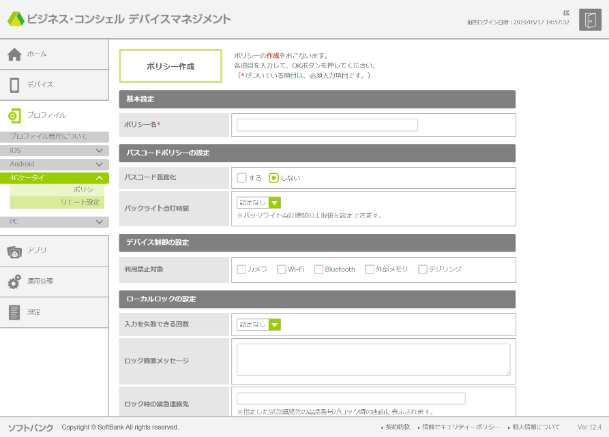 ビジネス・コンシェル デバイスマネジメント
様
前回ログイン日時：2019/05/17 14:57:32
ホーム
デバイス
プロファイル
プロファイル管理について
iOS
Android
4Gケータイ
ポリシー
リモート設定
PC
アプリ
運用管理
設定
ポリシー作成
ポリシーの作成をおこないます。
各項目を入力して、OKボタンを押してください。
（*がついている項目は、必須入力項目です。）
基本設定
ポリシー名*
パスコードポリシーの設定
パスコード義務化
する しない
バックライト点灯時間
設定なし
※バックライト点灯時間の上限値を設定できます。
デバイス制御の設定
利用禁止対象
カメラ Wi-Fi Bluetooth 外部メモリ テザリング
ローカルロックの設定
入力を失敗できる回数
設定なし
ロック画面メッセージ
ロック時の緊急連絡先
※指定した緊急連絡先の電話番号がロック時の画面に表示されます。
ソフトバンク Copyright © SoftBank All rights reserved.
・契約約款 ・情報セキュリティーポリシー ・個人情報について Ver 12.4